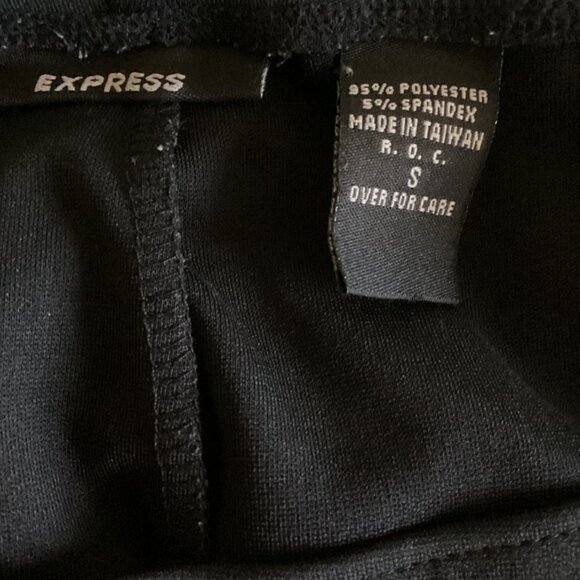 EXPRESS
95% POLYESTER
5% SPANDEX
MADE IN TAIWAN
R. O. C.
S
OVER FOR CARE